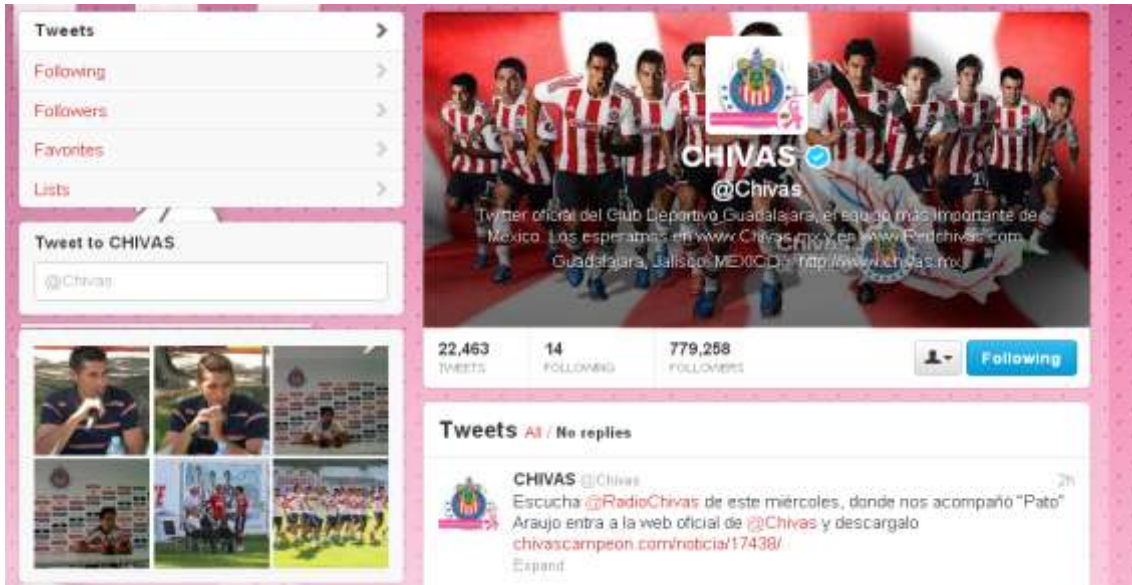 Tweets
Following
Followers
Favorites
Lists
Tweet to CHIVAS
@Chivas
CHIVAS
@Chivas
Twitter oficial del Club Deportivo Guadalajara, el equipo más importante de
México. Los esperamos en www.Chivas.mx y en www.Redchivas.com
Guadalajara, Jalisco. MEXICO. · http://www.chivas.mx
22,463
TWEETS
14
FOLLOWING
779,258
FOLLOWERS
Following
Tweets All / No replies
CHIVAS @Chivas 2h
Escucha @RadioChivas de este miércoles, donde nos acompañó "Pato"
Araujo entra a la web oficial de @Chivas y descargalo
chivascampeon.com/noticia/17438/
Expand